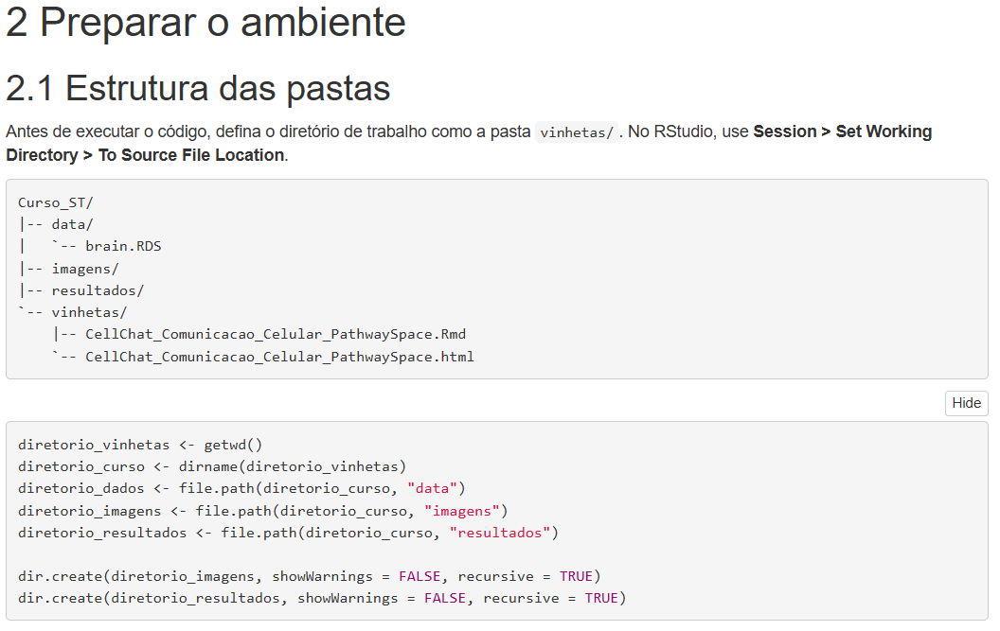 2 Preparar o ambiente
2.1 Estrutura das pastas
Antes de executar o código, defina o diretório de trabalho como a pasta vinhetas/ . No RStudio, use Session > Set Working
Directory > To Source File Location.
Curso_ST/
|-- data/
|   `-- brain.RDS
|-- imagens/
|-- resultados/
`-- vinhetas/
    |-- CellChat_Comunicacao_Celular_PathwaySpace.Rmd
    `-- CellChat_Comunicacao_Celular_PathwaySpace.html
Hide
diretorio_vinhetas <- getwd()
diretorio_curso <- dirname(diretorio_vinhetas)
diretorio_dados <- file.path(diretorio_curso, "data")
diretorio_imagens <- file.path(diretorio_curso, "imagens")
diretorio_resultados <- file.path(diretorio_curso, "resultados")
dir.create(diretorio_imagens, showWarnings = FALSE, recursive = TRUE)
dir.create(diretorio_resultados, showWarnings = FALSE, recursive = TRUE)